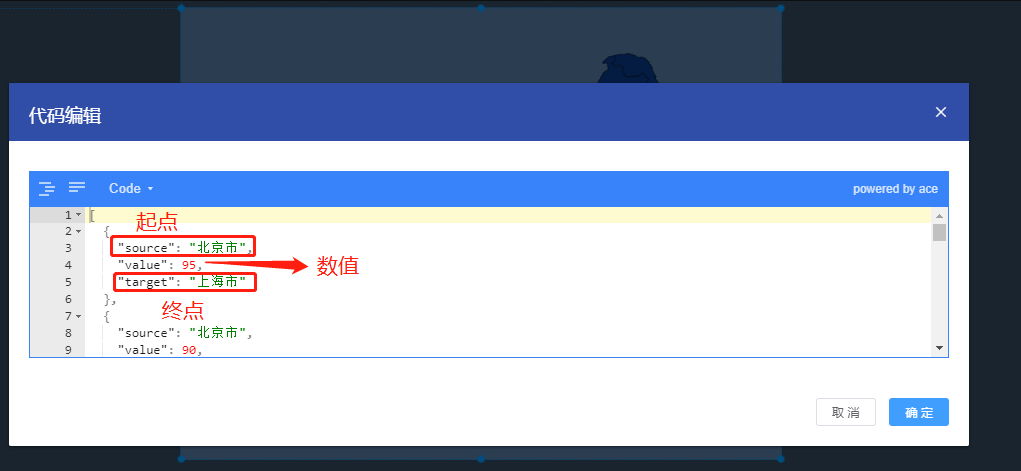 代码编辑
Code
powered by ace
1 [
起点
2 {
3 "source": "北京市",
4 "value": 95,
数值
5 "target": "上海市"
6 },
终点
7 {
8 "source": "北京市",
9 "value": 90,
取消
确定